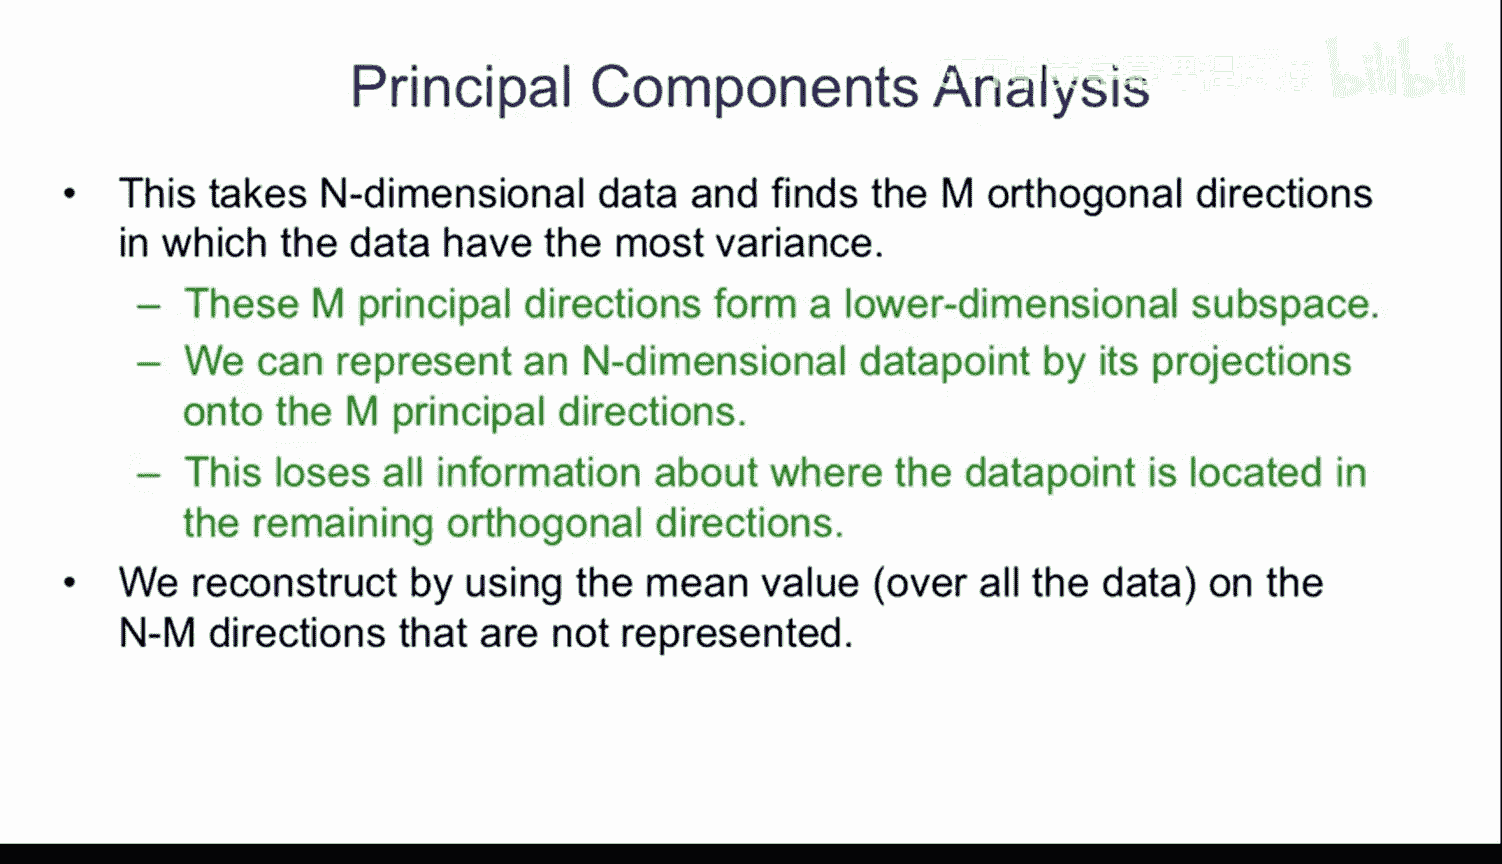 Principal Components Analysis
bilibili
• This takes N-dimensional data and finds the M orthogonal directions
in which the data have the most variance.
– These M principal directions form a lower-dimensional subspace.
– We can represent an N-dimensional datapoint by its projections
onto the M principal directions.
– This loses all information about where the datapoint is located in
the remaining orthogonal directions.
• We reconstruct by using the mean value (over all the data) on the
N-M directions that are not represented.